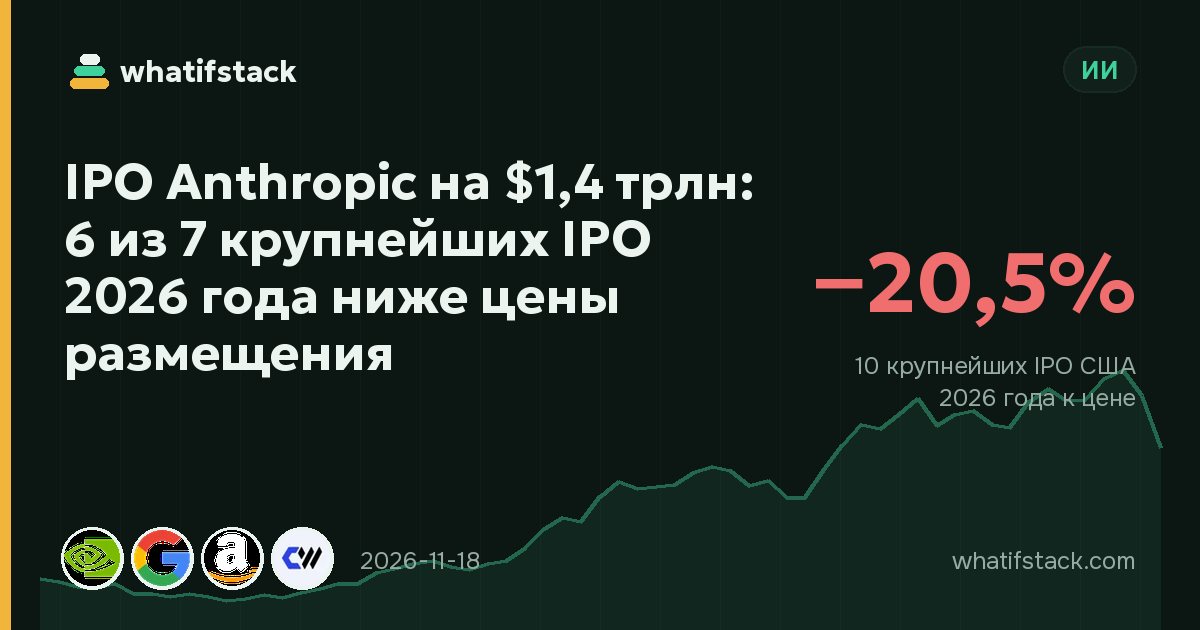 whatifstack
ИИ
IPO Anthropic на $1,4 трлн:
6 из 7 крупнейших IPO
2026 года ниже цены
размещения
−20,5%
10 крупнейших IPO США
2026 года к цене
a
CW
2026-11-18
whatifstack.com